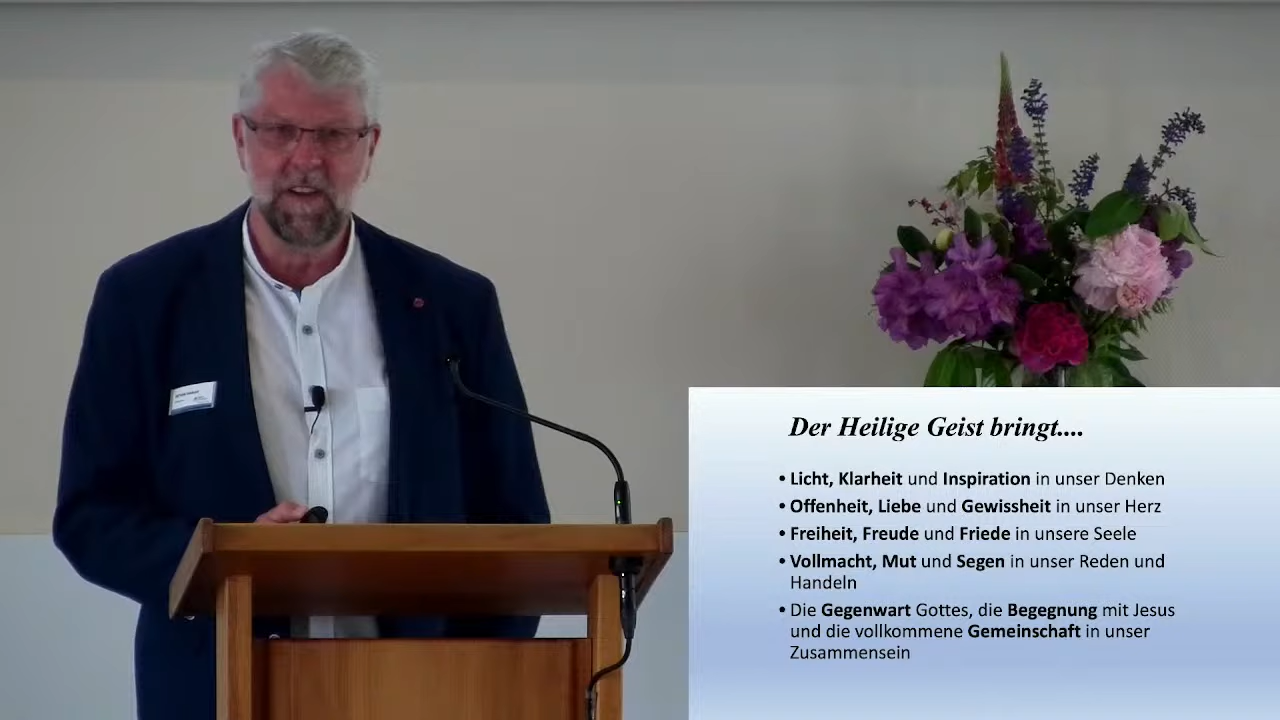 Der Heilige Geist bringt....
• Licht, Klarheit und Inspiration in unser Denken
• Offenheit, Liebe und Gewissheit in unser Herz
• Freiheit, Freude und Friede in unsere Seele
• Vollmacht, Mut und Segen in unser Reden und
Handeln
• Die Gegenwart Gottes, die Begegnung mit Jesus
und die vollkommene Gemeinschaft in unser
Zusammensein